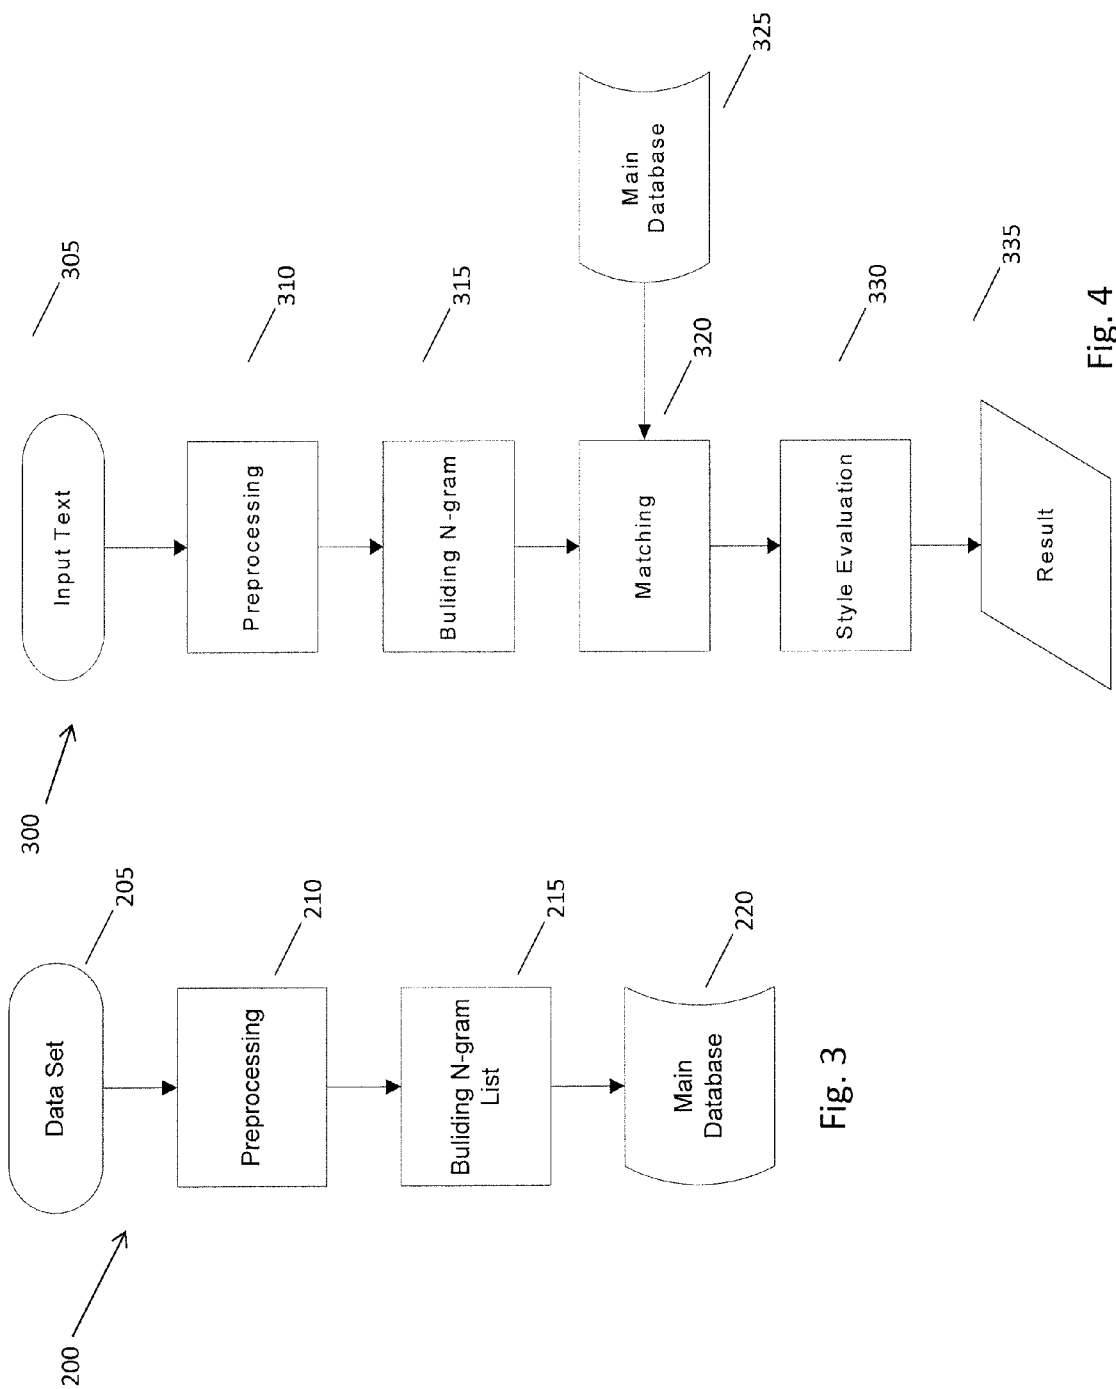 200
Data Set
205
Preprocessing
210
Buliding N-gram
List
215
Main
Database
220
Fig. 3
300
Input Text
305
Preprocessing
310
Buliding N-gram
315
Matching
320
Main
Database
325
Style Evaluation
330
Result
335
Fig. 4